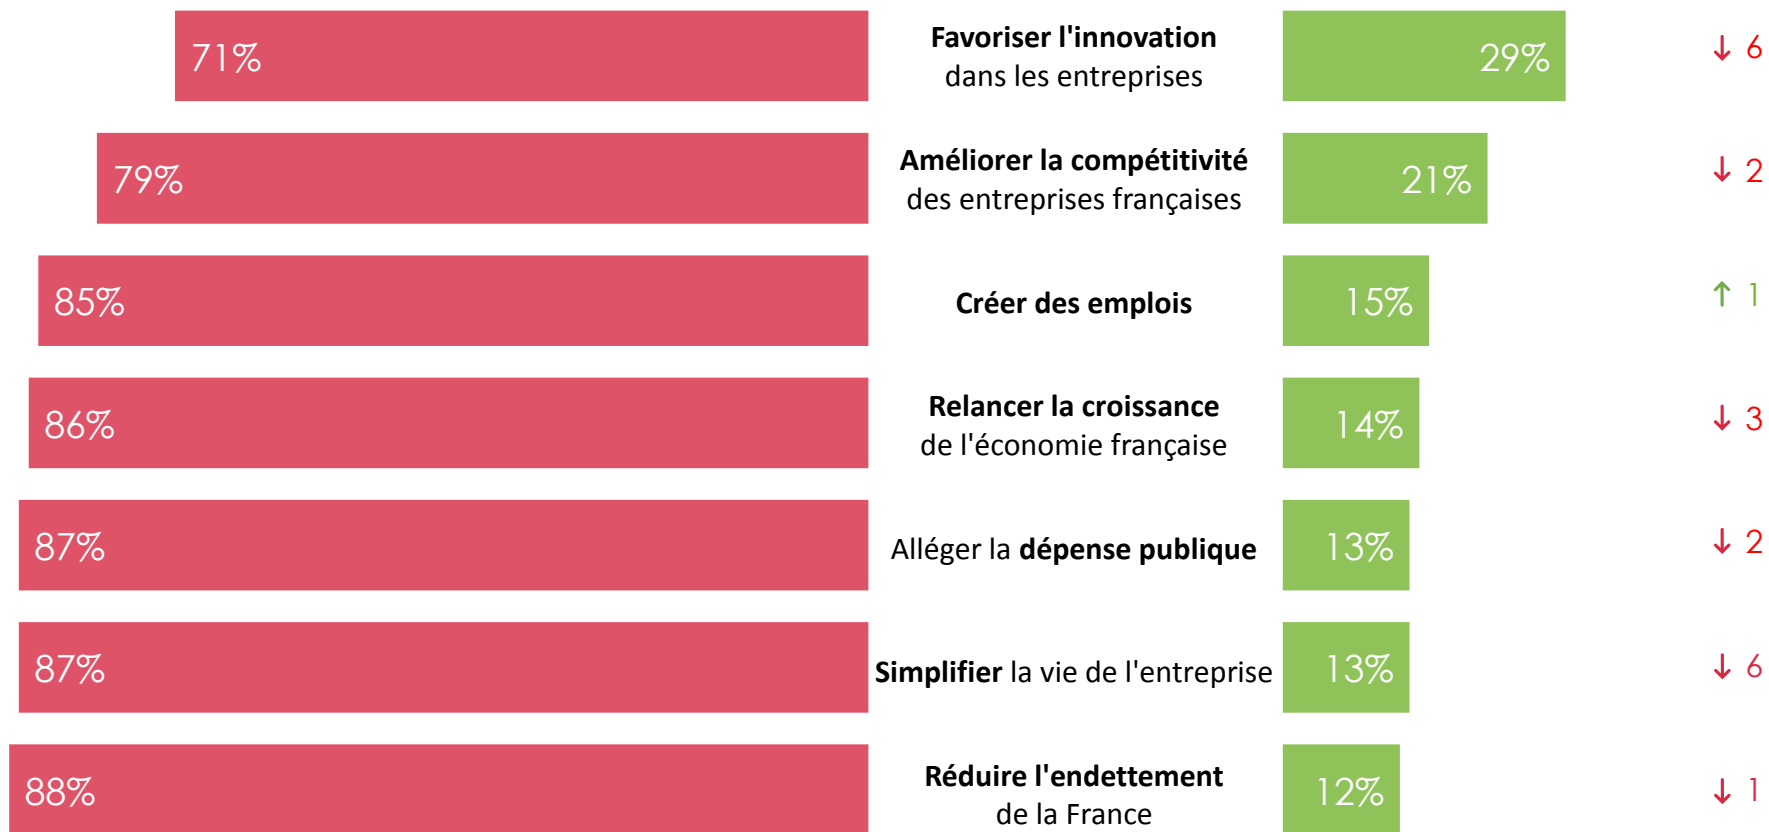 71%
Favoriser l'innovation
dans les entreprises
29%
↓ 6
79%
Améliorer la compétitivité
des entreprises françaises
21%
↓ 2
85%
Créer des emplois
15%
↑ 1
86%
Relancer la croissance
de l'économie française
14%
↓ 3
87%
Alléger la dépense publique
13%
↓ 2
87%
Simplifier la vie de l'entreprise
13%
↓ 6
88%
Réduire l'endettement
de la France
12%
↓ 1